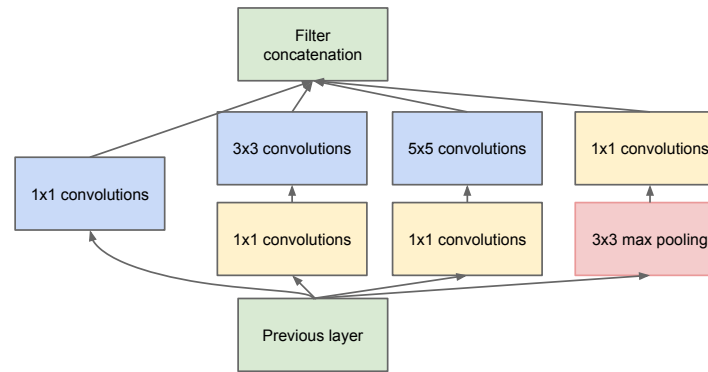 Filter
concatenation
3x3 convolutions
5x5 convolutions
1x1 convolutions
1x1 convolutions
1x1 convolutions
1x1 convolutions
3x3 max pooling
Previous layer